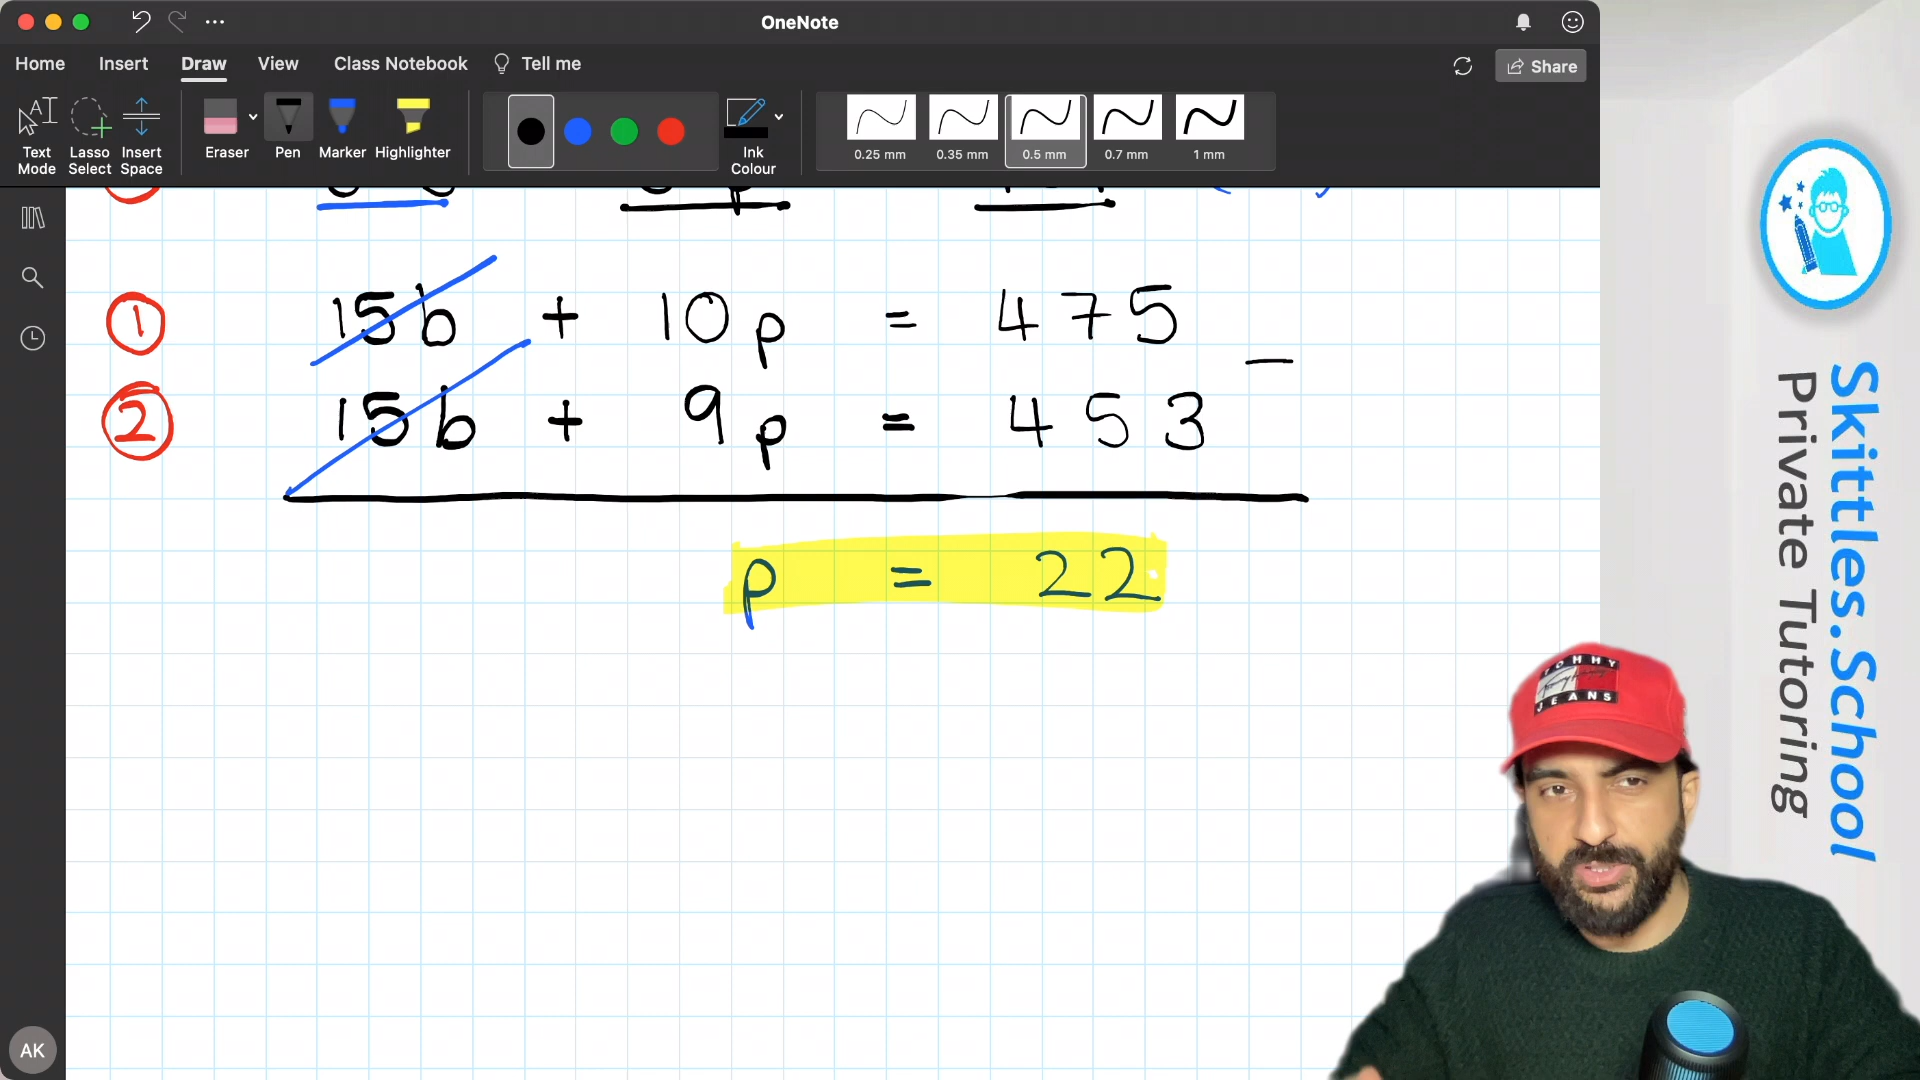 OneNote
Home Insert Draw View Class Notebook Tell me
Share
Text Mode
Lasso Select
Insert Space
Eraser
Pen
Marker
Highlighter
Ink Colour
0.25 mm
0.35 mm
0.5 mm
0.7 mm
1 mm
① 15b + 10p = 475
−
② 15b + 9p = 453
p = 22
AK
Skittles.School
Private Tutoring
TOMMY
JEANS